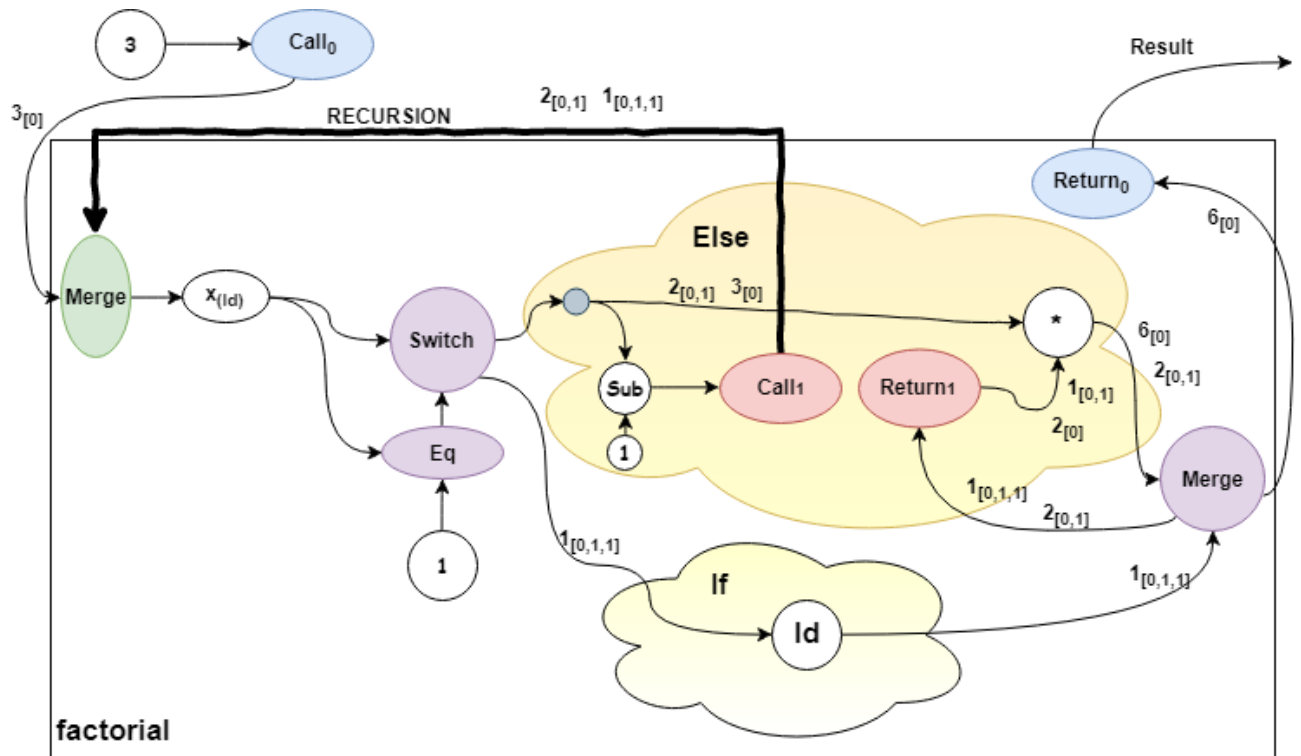 3
Call₀
Result
3[0]
RECURSION
2[0,1] 1[0,1,1]
Return₀
6[0]
Else
Merge
x(Id)
Switch
2[0,1] 3[0]
*
6[0]
2[0,1]
Sub
Call₁
Return₁
1[0,1]
2[0]
1
Eq
Merge
1[0,1,1]
2[0,1]
1
1[0,1,1]
If
Id
1[0,1,1]
factorial